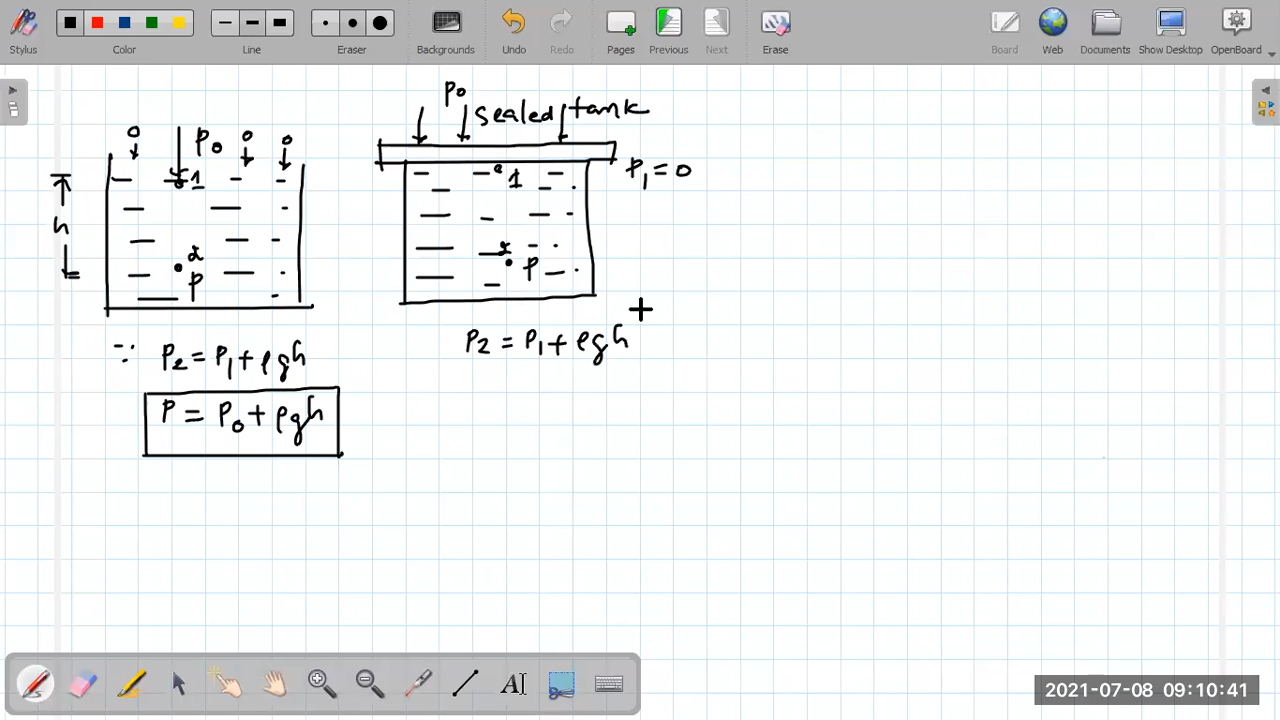 Stylus
Color
Line
Eraser
Backgrounds
Undo
Redo
Pages
Previous
Next
Erase
Board
Web
Documents
Show Desktop
OpenBoard
P₀
sealed tank
P₀
1
1
P₁ = 0
h
2
P
2
P
∵ P₂ = P₁ + ρgh
P₂ = P₁ + ρgh
P = P₀ + ρgh
2021-07-08 09:10:41